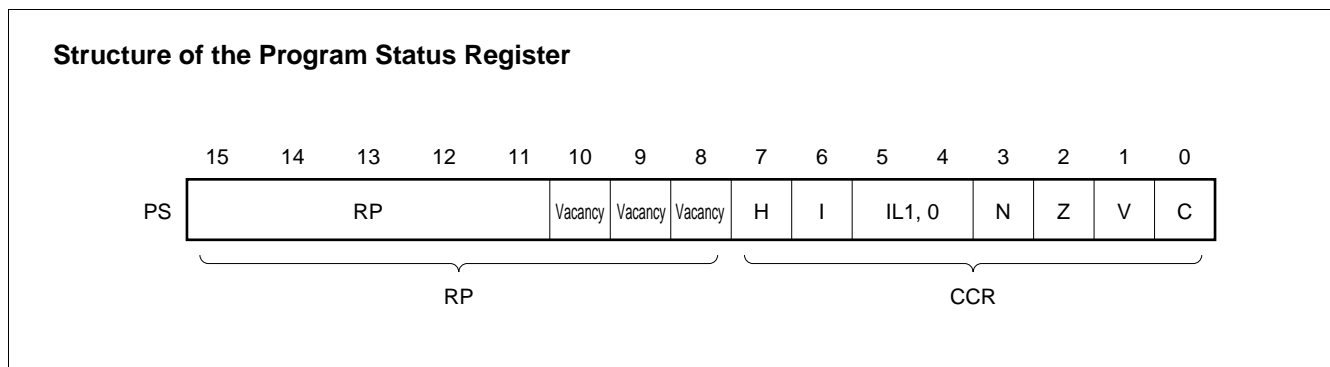 Structure of the Program Status Register
15 14 13 12 11 10 9 8 7 6 5 4 3 2 1 0
PS RP Vacancy Vacancy Vacancy H I IL1, 0 N Z V C
RP CCR